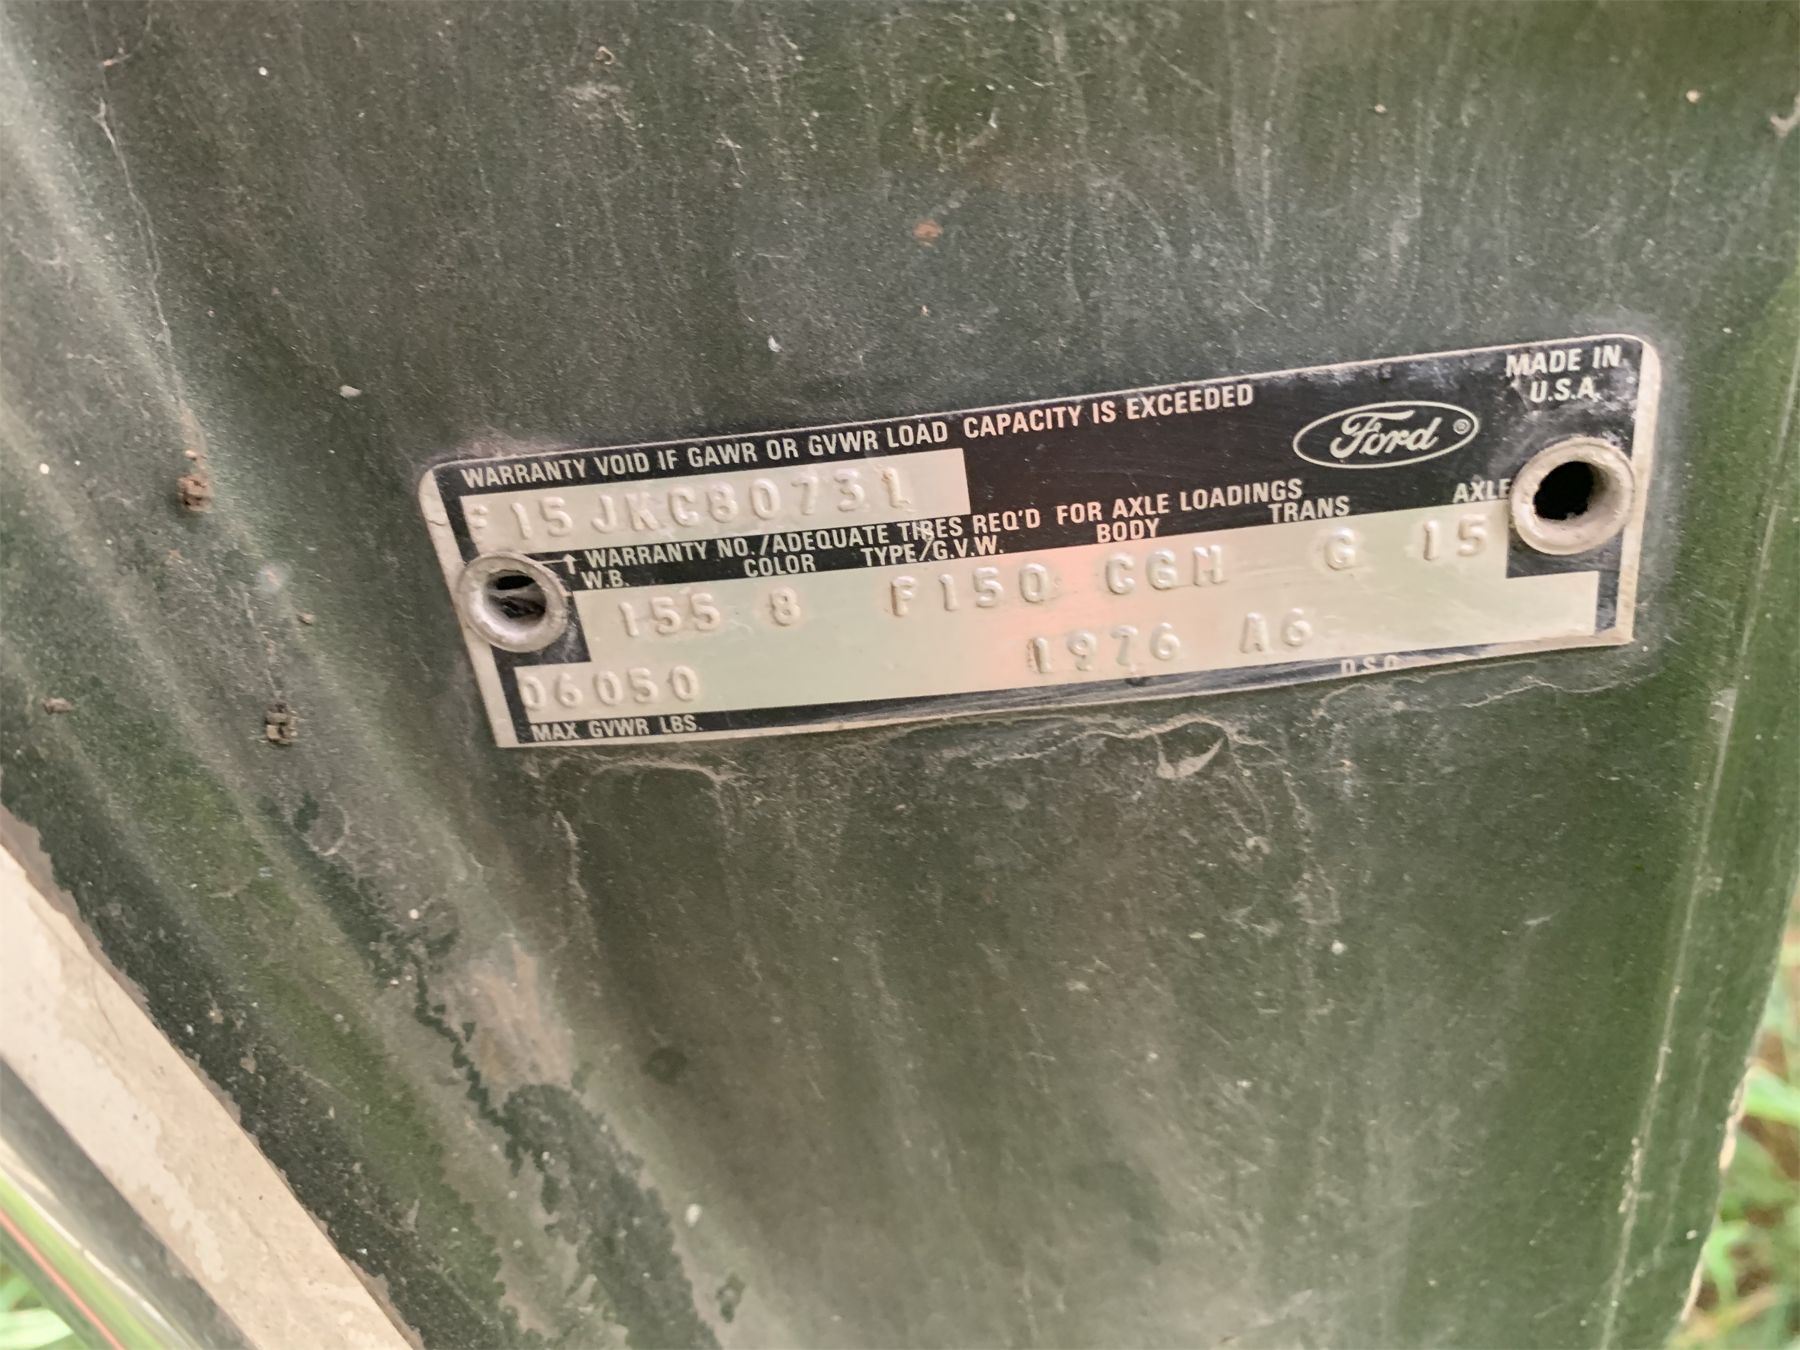 WARRANTY VOID IF GAWR OR GVWR LOAD CAPACITY IS EXCEEDED
MADE IN
U.S.A.
Ford®
F15JKC80731
↑ WARRANTY NO./ADEQUATE TIRES REQ'D FOR AXLE LOADINGS
W.B. COLOR TYPE/G.V.W. BODY TRANS AXLE
155 8 F150 CGH G 15
06050 1976 A6
MAX GVWR LBS. DSO